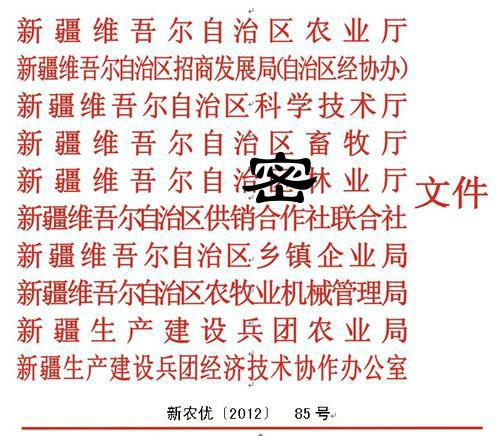 新疆维吾尔自治区农业厅
新疆维吾尔自治区招商发展局(自治区经协办)
新疆维吾尔自治区科学技术厅
新疆维吾尔自治区畜牧厅
新疆维吾尔自治区林业厅
密
文件
新疆维吾尔自治区供销合作社联合社
新疆维吾尔自治区乡镇企业局
新疆维吾尔自治区农牧业机械管理局
新疆生产建设兵团农业局
新疆生产建设兵团经济技术协作办公室
新农优〔2012〕 85号